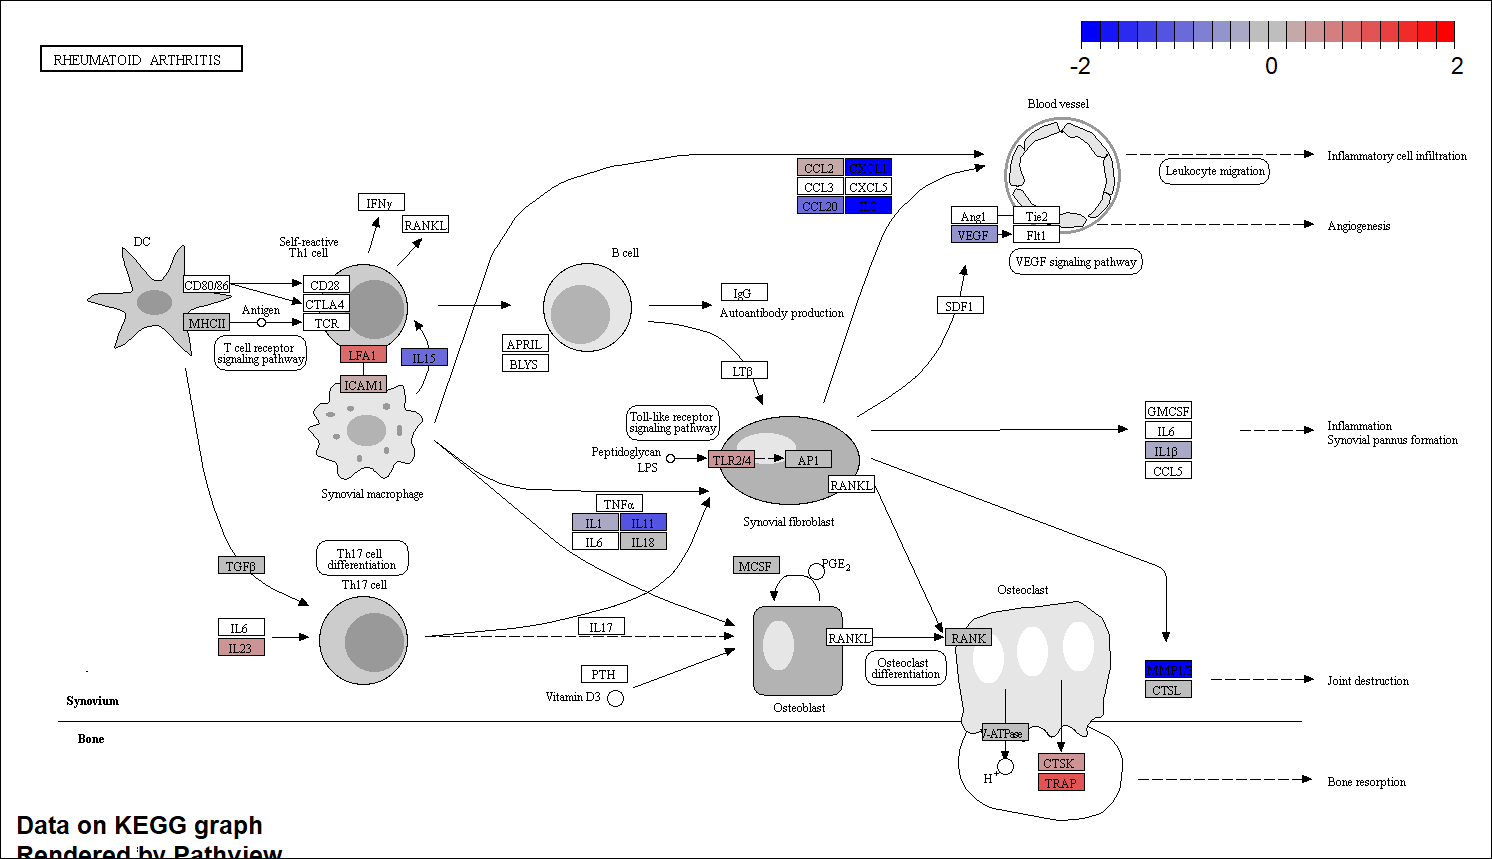 RHEUMATOID ARTHRITIS
-2
0
2
Blood vessel
Inflammatory cell infiltration
Leukocyte migration
CCL2
CXCL1
CCL3
CXCL5
CCL20
IL8
IFNγ
RANKL
Ang1
Tie2
VEGF
Flt1
Angiogenesis
VEGF signaling pathway
DC
Self-reactive
Th1 cell
B cell
CD80/86
CD28
CTLA4
Antigen
MHCII
TCR
T cell receptor
signaling pathway
LFA1
IL15
ICAM1
IgG
Autoantibody production
SDF1
APRIL
BLYS
LTβ
Toll-like receptor
signaling pathway
Peptidoglycan
LPS
TLR2/4
AP1
RANKL
GMCSF
IL6
IL1β
CCL5
Inflammation
Synovial pannus formation
Synovial macrophage
TNFα
IL1
IL11
IL6
IL18
Synovial fibroblast
TGFβ
Th17 cell
differentiation
Th17 cell
MCSF
PGE2
Osteoclast
IL6
IL23
IL17
RANKL
RANK
Osteoclast
differentiation
PTH
Vitamin D3
Osteoblast
CTSL
Joint destruction
Synovium
Bone
V-ATPase
H+
CTSK
TRAP
Bone resorption
Data on KEGG graph
Rendered by Pathview